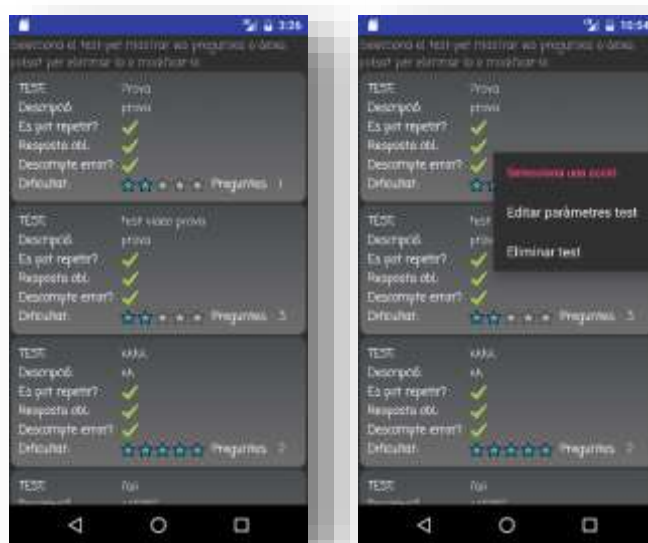 3:26
Selecciona el test per mostrar les preguntes o deixa
polsat per eliminar-lo o modificar-lo
TEST: Prova
Descripció: prova
Es pot repetir?
Resposta obl.
Descompte error?
Dificultat: Preguntes 1
TEST: Test video prova
Descripció: prova
Es pot repetir?
Resposta obl.
Descompte error?
Dificultat: Preguntes 3
TEST:
Descripció:
Es pot repetir?
Resposta obl.
Descompte error?
Dificultat: Preguntes 2
TEST:
10:54
Selecciona el test per mostrar les preguntes o deixa
polsat per eliminar-lo o modificar-lo
TEST: Prova
Descripció: prova
Es pot repetir?
Resposta obl.
Descompte error?
Dificultat:
Selecciona una acció
Editar paràmetres test
Eliminar test
TEST: Test
Descripció: prova
Es pot repetir?
Resposta obl.
Descompte error?
Dificultat: Preguntes 3
TEST:
Descripció:
Es pot repetir?
Resposta obl.
Descompte error?
Dificultat: Preguntes 2
TEST: